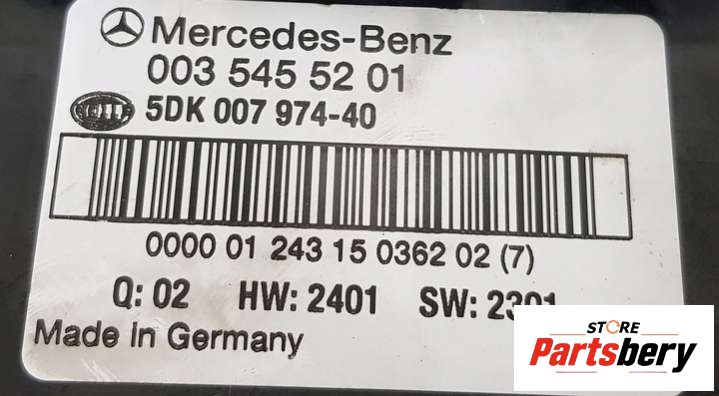 Mercedes-Benz
003 545 52 01
HELLA
5DK 007 974-40
0000 01 243 15 0362 02 (7)
Q: 02 HW: 2401 SW: 2301
Made in Germany
STORE
Partsbery